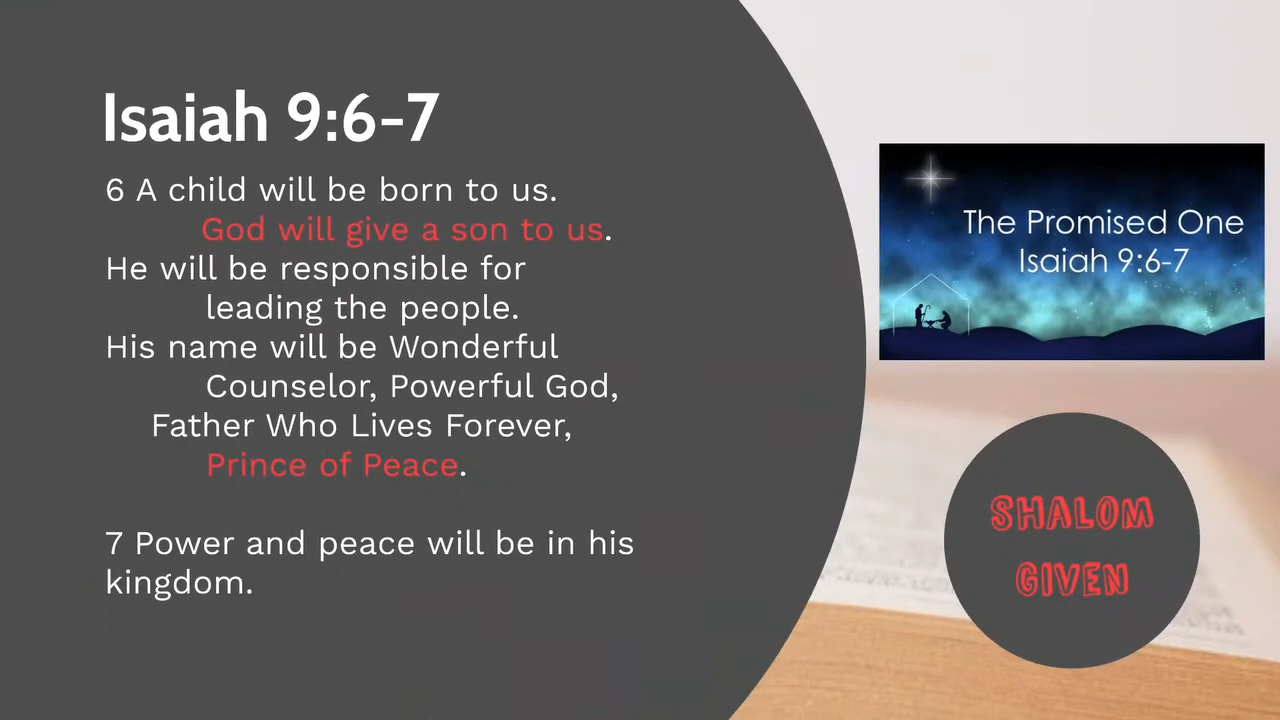 Isaiah 9:6-7
6 A child will be born to us.
God will give a son to us.
He will be responsible for
leading the people.
His name will be Wonderful
Counselor, Powerful God,
Father Who Lives Forever,
Prince of Peace.
7 Power and peace will be in his
kingdom.
The Promised One
Isaiah 9:6-7
SHALOM
GIVEN